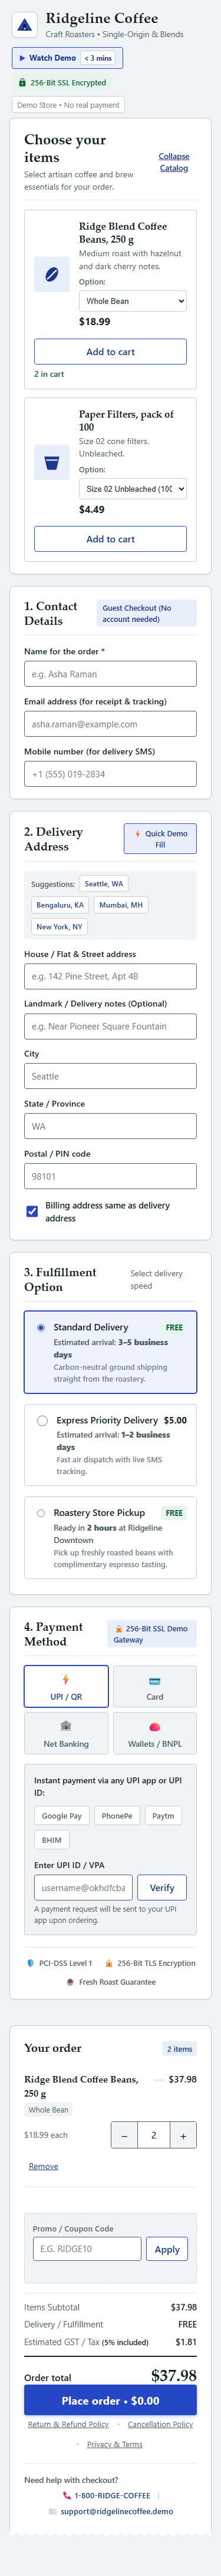 Ridgeline Coffee
Craft Roasters • Single-Origin & Blends
▶ Watch Demo < 3 mins
256-Bit SSL Encrypted
Demo Store • No real payment
Choose your
items
Select artisan coffee and brew
essentials for your order.
Collapse
Catalog
Ridge Blend Coffee
Beans, 250 g
Medium roast with hazelnut
and dark cherry notes.
Option:
Whole Bean
$18.99
Add to cart
2 in cart
Paper Filters, pack of
100
Size 02 cone filters.
Unbleached.
Option:
Size 02 Unbleached (100
$4.49
Add to cart
1. Contact
Details
Guest Checkout (No
account needed)
Name for the order *
e.g. Asha Raman
Email address (for receipt & tracking)
asha.raman@example.com
Mobile number (for delivery SMS)
+1 (555) 019-2834
2. Delivery
Address
Quick Demo
Fill
Suggestions: Seattle, WA
Bengaluru, KA Mumbai, MH
New York, NY
House / Flat & Street address
e.g. 142 Pine Street, Apt 4B
Landmark / Delivery notes (Optional)
e.g. Near Pioneer Square Fountain
City
Seattle
State / Province
WA
Postal / PIN code
98101
Billing address same as delivery
address
3. Fulfillment
Option
Select delivery
speed
Standard Delivery FREE
Estimated arrival: 3–5 business
days
Carbon-neutral ground shipping
straight from the roastery.
Express Priority Delivery $5.00
Estimated arrival: 1–2 business
days
Fast air dispatch with live SMS
tracking.
Roastery Store Pickup FREE
Ready in 2 hours at Ridgeline
Downtown
Pick up freshly roasted beans with
complimentary espresso tasting.
4. Payment
Method
256-Bit SSL Demo
Gateway
UPI / QR
Card
Net Banking
Wallets / BNPL
Instant payment via any UPI app or UPI
ID:
Google Pay PhonePe Paytm
BHIM
Enter UPI ID / VPA
username@okhdfcba Verify
A payment request will be sent to your UPI
app upon ordering.
PCI-DSS Level 1 256-Bit TLS Encryption
Fresh Roast Guarantee
Your order 2 items
Ridge Blend Coffee Beans,
250 g
$37.98
Whole Bean
$18.99 each − 2 +
Remove
Promo / Coupon Code
E.G. RIDGE10 Apply
Items Subtotal $37.98
Delivery / Fulfillment FREE
Estimated GST / Tax (5% included) $1.81
Order total $37.98
Place order • $0.00
Return & Refund Policy · Cancellation Policy
· Privacy & Terms
Need help with checkout?
1-800-RIDGE-COFFEE |
support@ridgelinecoffee.demo